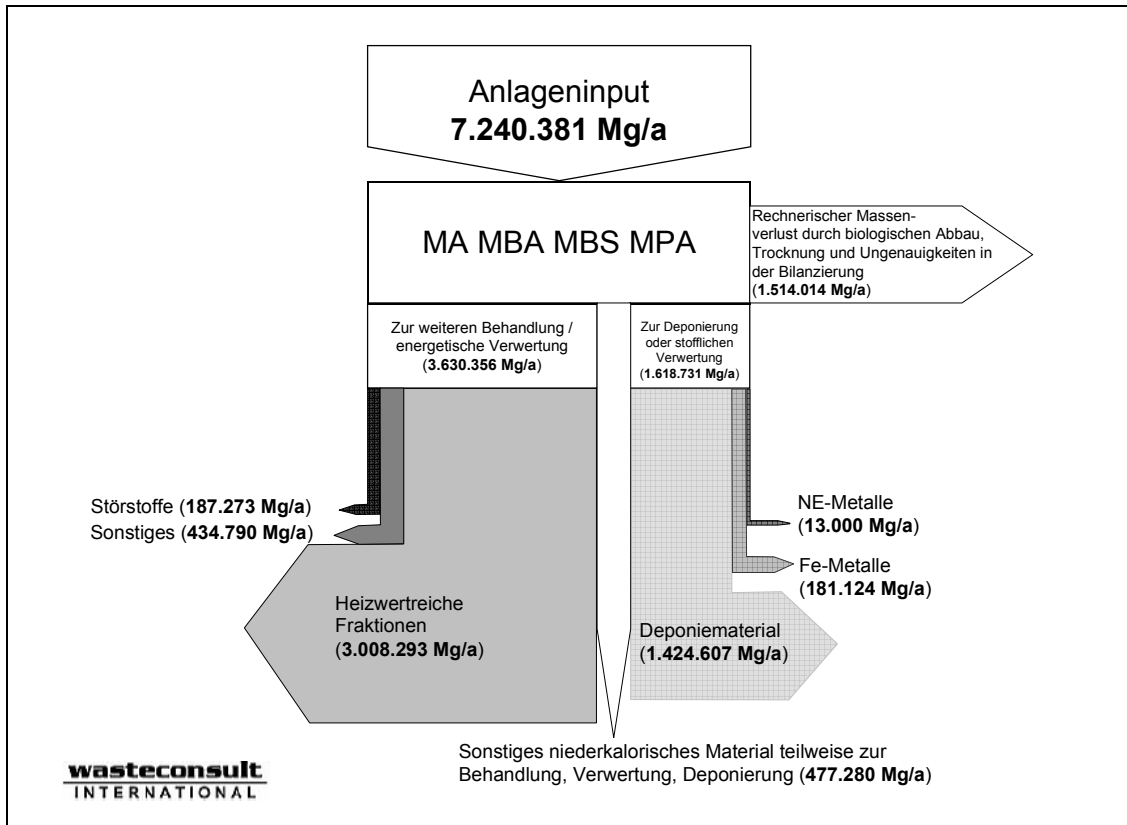 Anlageninput
7.240.381 Mg/a
MA MBA MBS MPA
Rechnerischer Massen-
verlust durch biologischen Abbau,
Trocknung und Ungenauigkeiten in
der Bilanzierung
(1.514.014 Mg/a)
Zur weiteren Behandlung /
energetische Verwertung
(3.630.356 Mg/a)
Zur Deponierung
oder stofflichen
Verwertung
(1.618.731 Mg/a)
Störstoffe (187.273 Mg/a)
Sonstiges (434.790 Mg/a)
NE-Metalle
(13.000 Mg/a)
Fe-Metalle
(181.124 Mg/a)
Heizwertreiche
Fraktionen
(3.008.293 Mg/a)
Deponiematerial
(1.424.607 Mg/a)
Sonstiges niederkalorisches Material teilweise zur
Behandlung, Verwertung, Deponierung (477.280 Mg/a)
wasteconsult
INTERNATIONAL